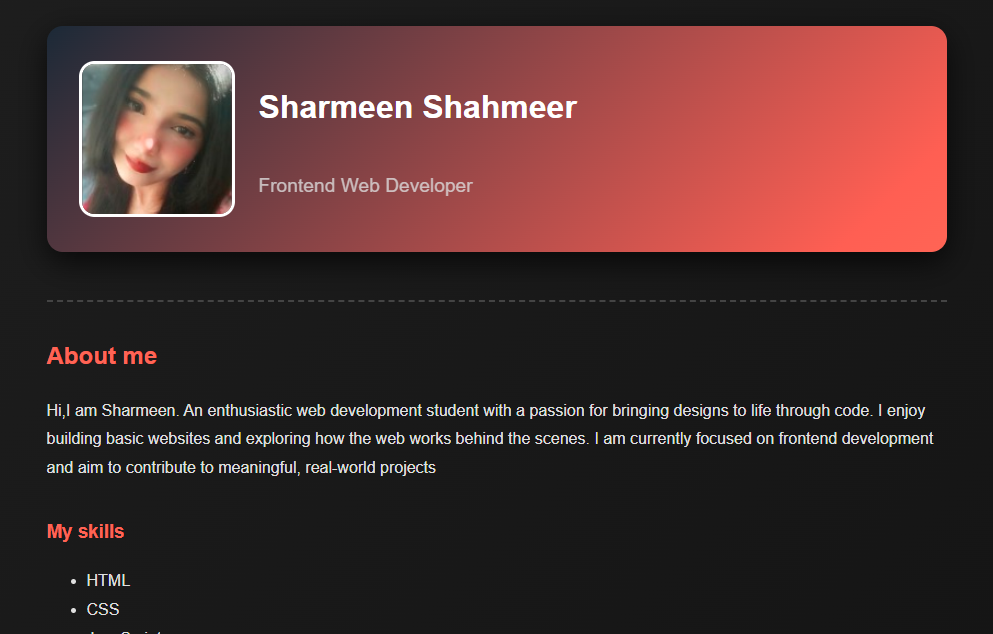 Sharmeen Shahmeer
Frontend Web Developer
About me
Hi,I am Sharmeen. An enthusiastic web development student with a passion for bringing designs to life through code. I enjoy
building basic websites and exploring how the web works behind the scenes. I am currently focused on frontend development
and aim to contribute to meaningful, real-world projects
My skills
HTML
CSS